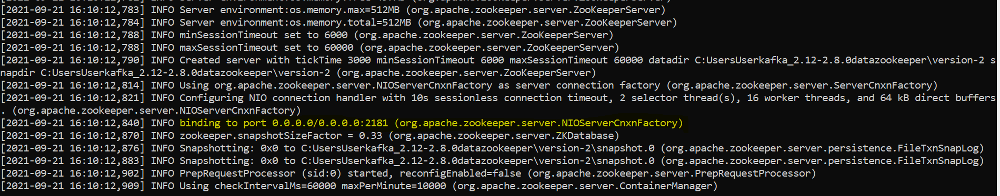 [2021-09-21 16:10:12,783] INFO Server environment:os.memory.max=512MB (org.apache.zookeeper.server.ZooKeeperServer)
[2021-09-21 16:10:12,784] INFO Server environment:os.memory.total=512MB (org.apache.zookeeper.server.ZooKeeperServer)
[2021-09-21 16:10:12,788] INFO minSessionTimeout set to 6000 (org.apache.zookeeper.server.ZooKeeperServer)
[2021-09-21 16:10:12,788] INFO maxSessionTimeout set to 60000 (org.apache.zookeeper.server.ZooKeeperServer)
[2021-09-21 16:10:12,790] INFO Created server with tickTime 3000 minSessionTimeout 6000 maxSessionTimeout 60000 datadir C:UsersUserkafka_2.12-2.8.0datazookeeper\version-2 s
napdir C:UsersUserkafka_2.12-2.8.0datazookeeper\version-2 (org.apache.zookeeper.server.ZooKeeperServer)
[2021-09-21 16:10:12,814] INFO Using org.apache.zookeeper.server.NIOServerCnxnFactory as server connection factory (org.apache.zookeeper.server.ServerCnxnFactory)
[2021-09-21 16:10:12,821] INFO Configuring NIO connection handler with 10s sessionless connection timeout, 2 selector thread(s), 16 worker threads, and 64 kB direct buffers
. (org.apache.zookeeper.server.NIOServerCnxnFactory)
[2021-09-21 16:10:12,840] INFO binding to port 0.0.0.0/0.0.0.0:2181 (org.apache.zookeeper.server.NIOServerCnxnFactory)
[2021-09-21 16:10:12,870] INFO zookeeper.snapshotSizeFactor = 0.33 (org.apache.zookeeper.server.ZKDatabase)
[2021-09-21 16:10:12,876] INFO Snapshotting: 0x0 to C:UsersUserkafka_2.12-2.8.0datazookeeper\version-2\snapshot.0 (org.apache.zookeeper.server.persistence.FileTxnSnapLog)
[2021-09-21 16:10:12,883] INFO Snapshotting: 0x0 to C:UsersUserkafka_2.12-2.8.0datazookeeper\version-2\snapshot.0 (org.apache.zookeeper.server.persistence.FileTxnSnapLog)
[2021-09-21 16:10:12,902] INFO PrepRequestProcessor (sid:0) started, reconfigEnabled=false (org.apache.zookeeper.server.PrepRequestProcessor)
[2021-09-21 16:10:12,909] INFO Using checkIntervalMs=60000 maxPerMinute=10000 (org.apache.zookeeper.server.ContainerManager)